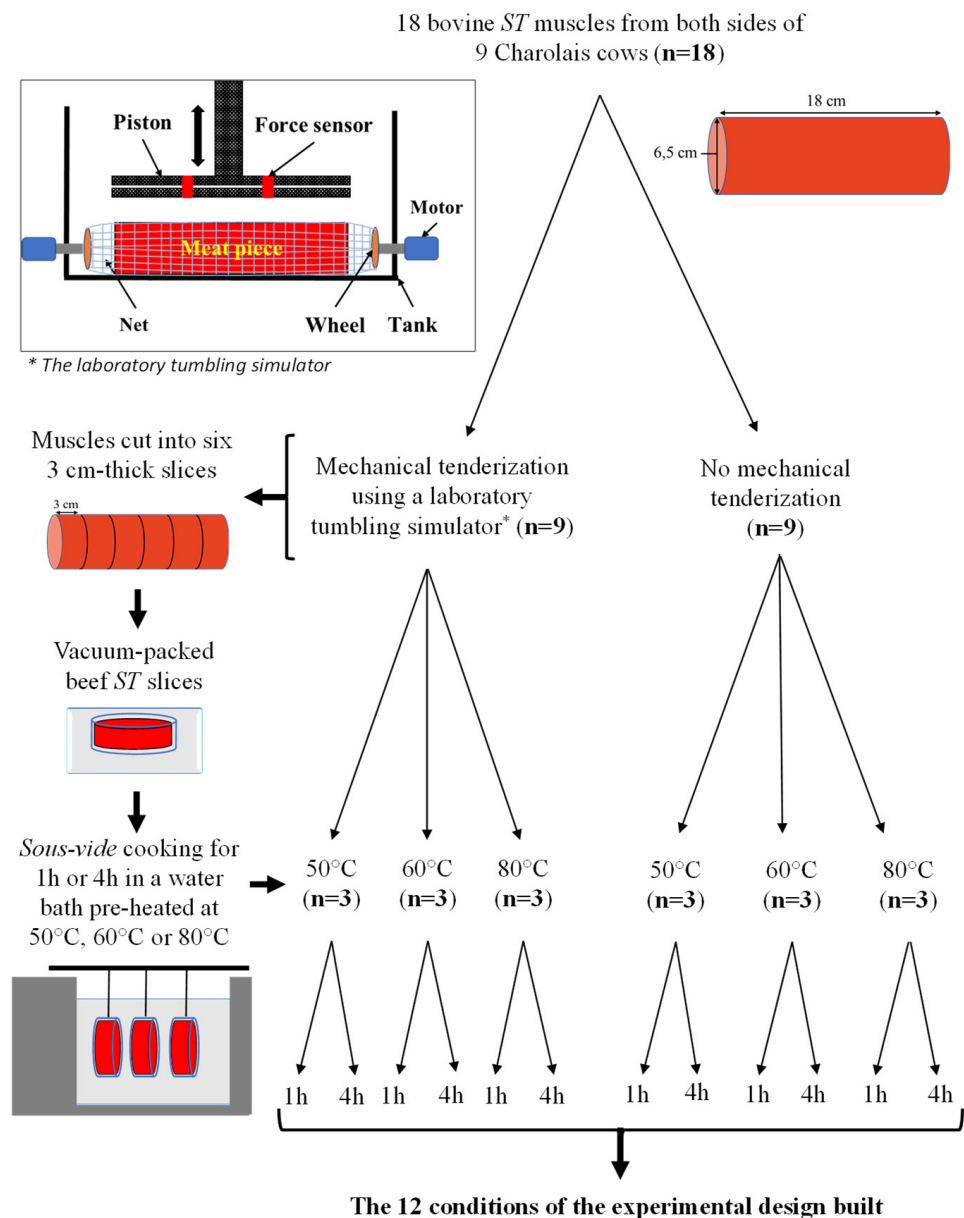 18 bovine ST muscles from both sides of
9 Charolais cows (n=18)
Piston
Force sensor
Motor
Meat piece
Net
Wheel
Tank
* The laboratory tumbling simulator
18 cm
6,5 cm
Muscles cut into six
3 cm-thick slices
3 cm
Mechanical tenderization
using a laboratory
tumbling simulator* (n=9)
No mechanical
tenderization
(n=9)
Vacuum-packed
beef ST slices
Sous-vide cooking for
1h or 4h in a water
bath pre-heated at
50°C, 60°C or 80°C
50°C 60°C 80°C 50°C 60°C 80°C
(n=3) (n=3) (n=3) (n=3) (n=3) (n=3)
1h 4h 1h 4h 1h 4h 1h 4h 1h 4h 1h 4h
The 12 conditions of the experimental design built